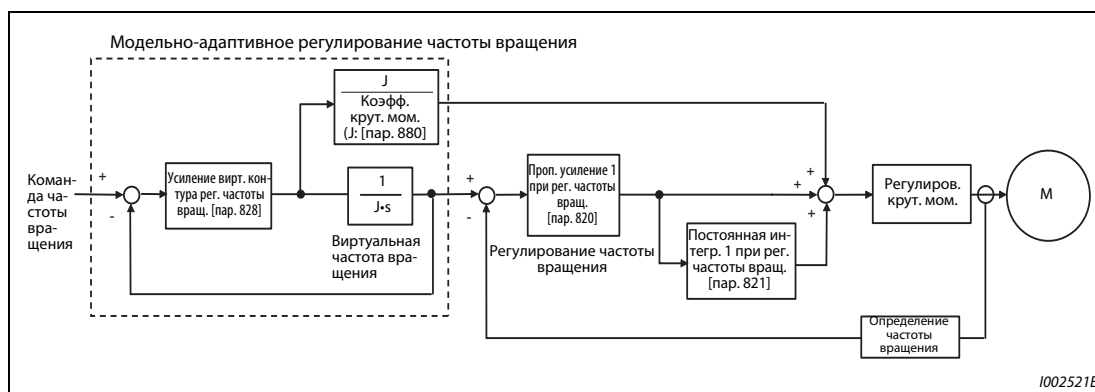 Модельно-адаптивное регулирование частоты вращения
J
Коэфф.
крут. мом.
(J: [пар. 880]
Коман-
да ча-
стоты
вра-
щения
+
-
Усиление вирт. кон-
тура рег. частоты
вращ. [пар. 828]
1
J•s
Виртуальная
частота вра-
щения
+
-
Проп. усиление 1
при рег. частоты
вращ.
[пар. 820]
Регулирование частоты
вращения
Постоянная ин-
тегр. 1 при рег.
частоты вращ.
[пар. 821]
+
+
+
Регулиров.
крут. мом.
M
Определение
частоты
вращения
I002521E